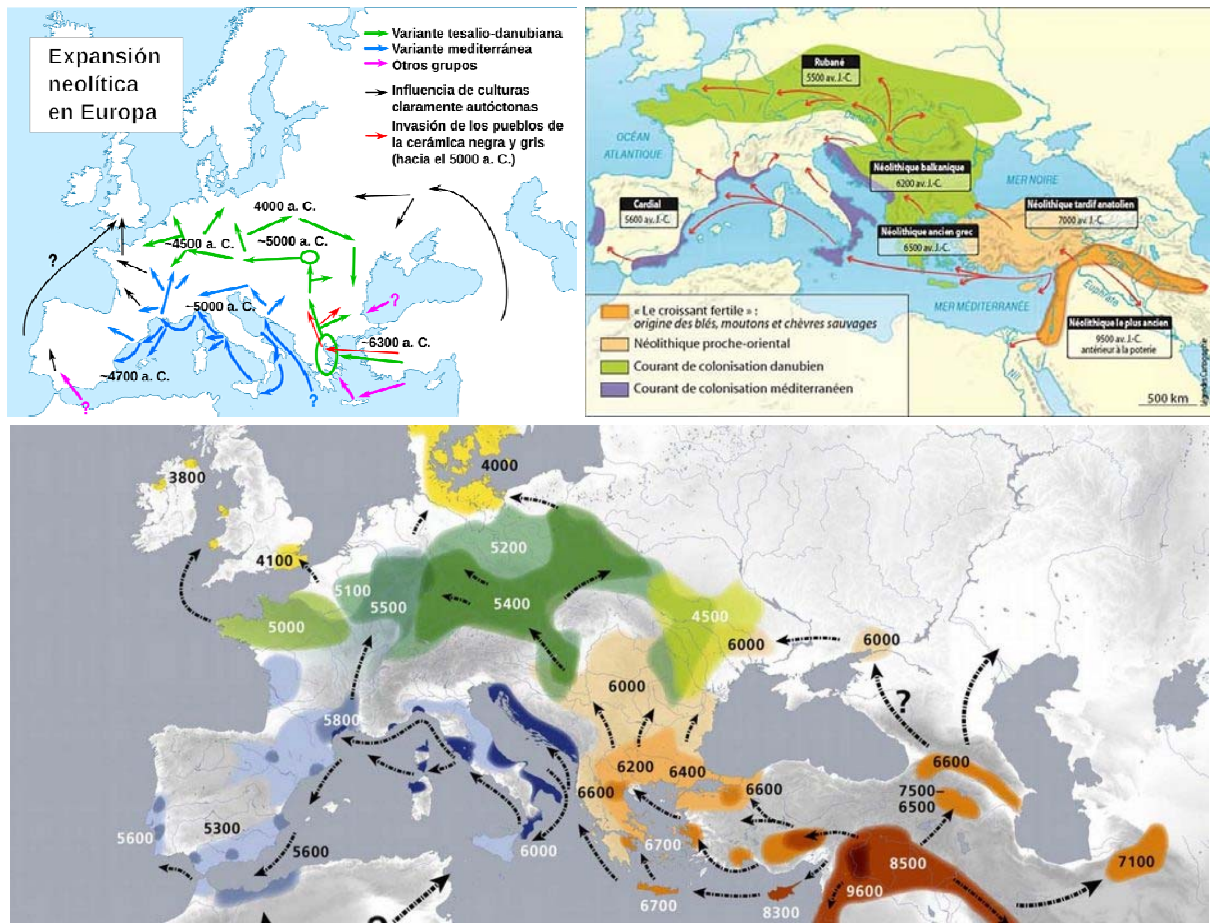 Expansión
neolítica
en Europa
Variante tesalio-danubiana
Variante mediterránea
Otros grupos
Influencia de culturas
claramente autóctonas
Invasión de los pueblos de
la cerámica negra y gris
(hacia el 5000 a. C.)
4000 a. C.
~4500 a. C.
~5000 a. C.
?
~5000 a. C.
?
~6300 a. C.
~4700 a. C.
?
?
Rubané
5500 av. J.-C.
OCÉAN
ATLANTIQUE
Danube
Néolithique balkanique
6200 av. J.-C.
MER NOIRE
Cardial
5600 av. J.-C.
Néolithique tardif anatolien
7000 av. J.-C.
Néolithique ancien grec
6500 av. J.-C.
Euphrate
MER MÉDITERRANÉE
Néolithique le plus ancien
9500 av. J.-C.
antérieur à la poterie
Nil
« Le croissant fertile » :
origine des blés, moutons et chèvres sauvages
Néolithique proche-oriental
Courant de colonisation danubien
Courant de colonisation méditerranéen
500 km
4000
3800
5200
4100
5100
5500
5400
4500
5000
6000
6000
6000
5800
?
6200
6400
6600
6600
6600
7500–
6500
5600
5300
5600
6000
6700
8500
7100
9600
6700
8300
?